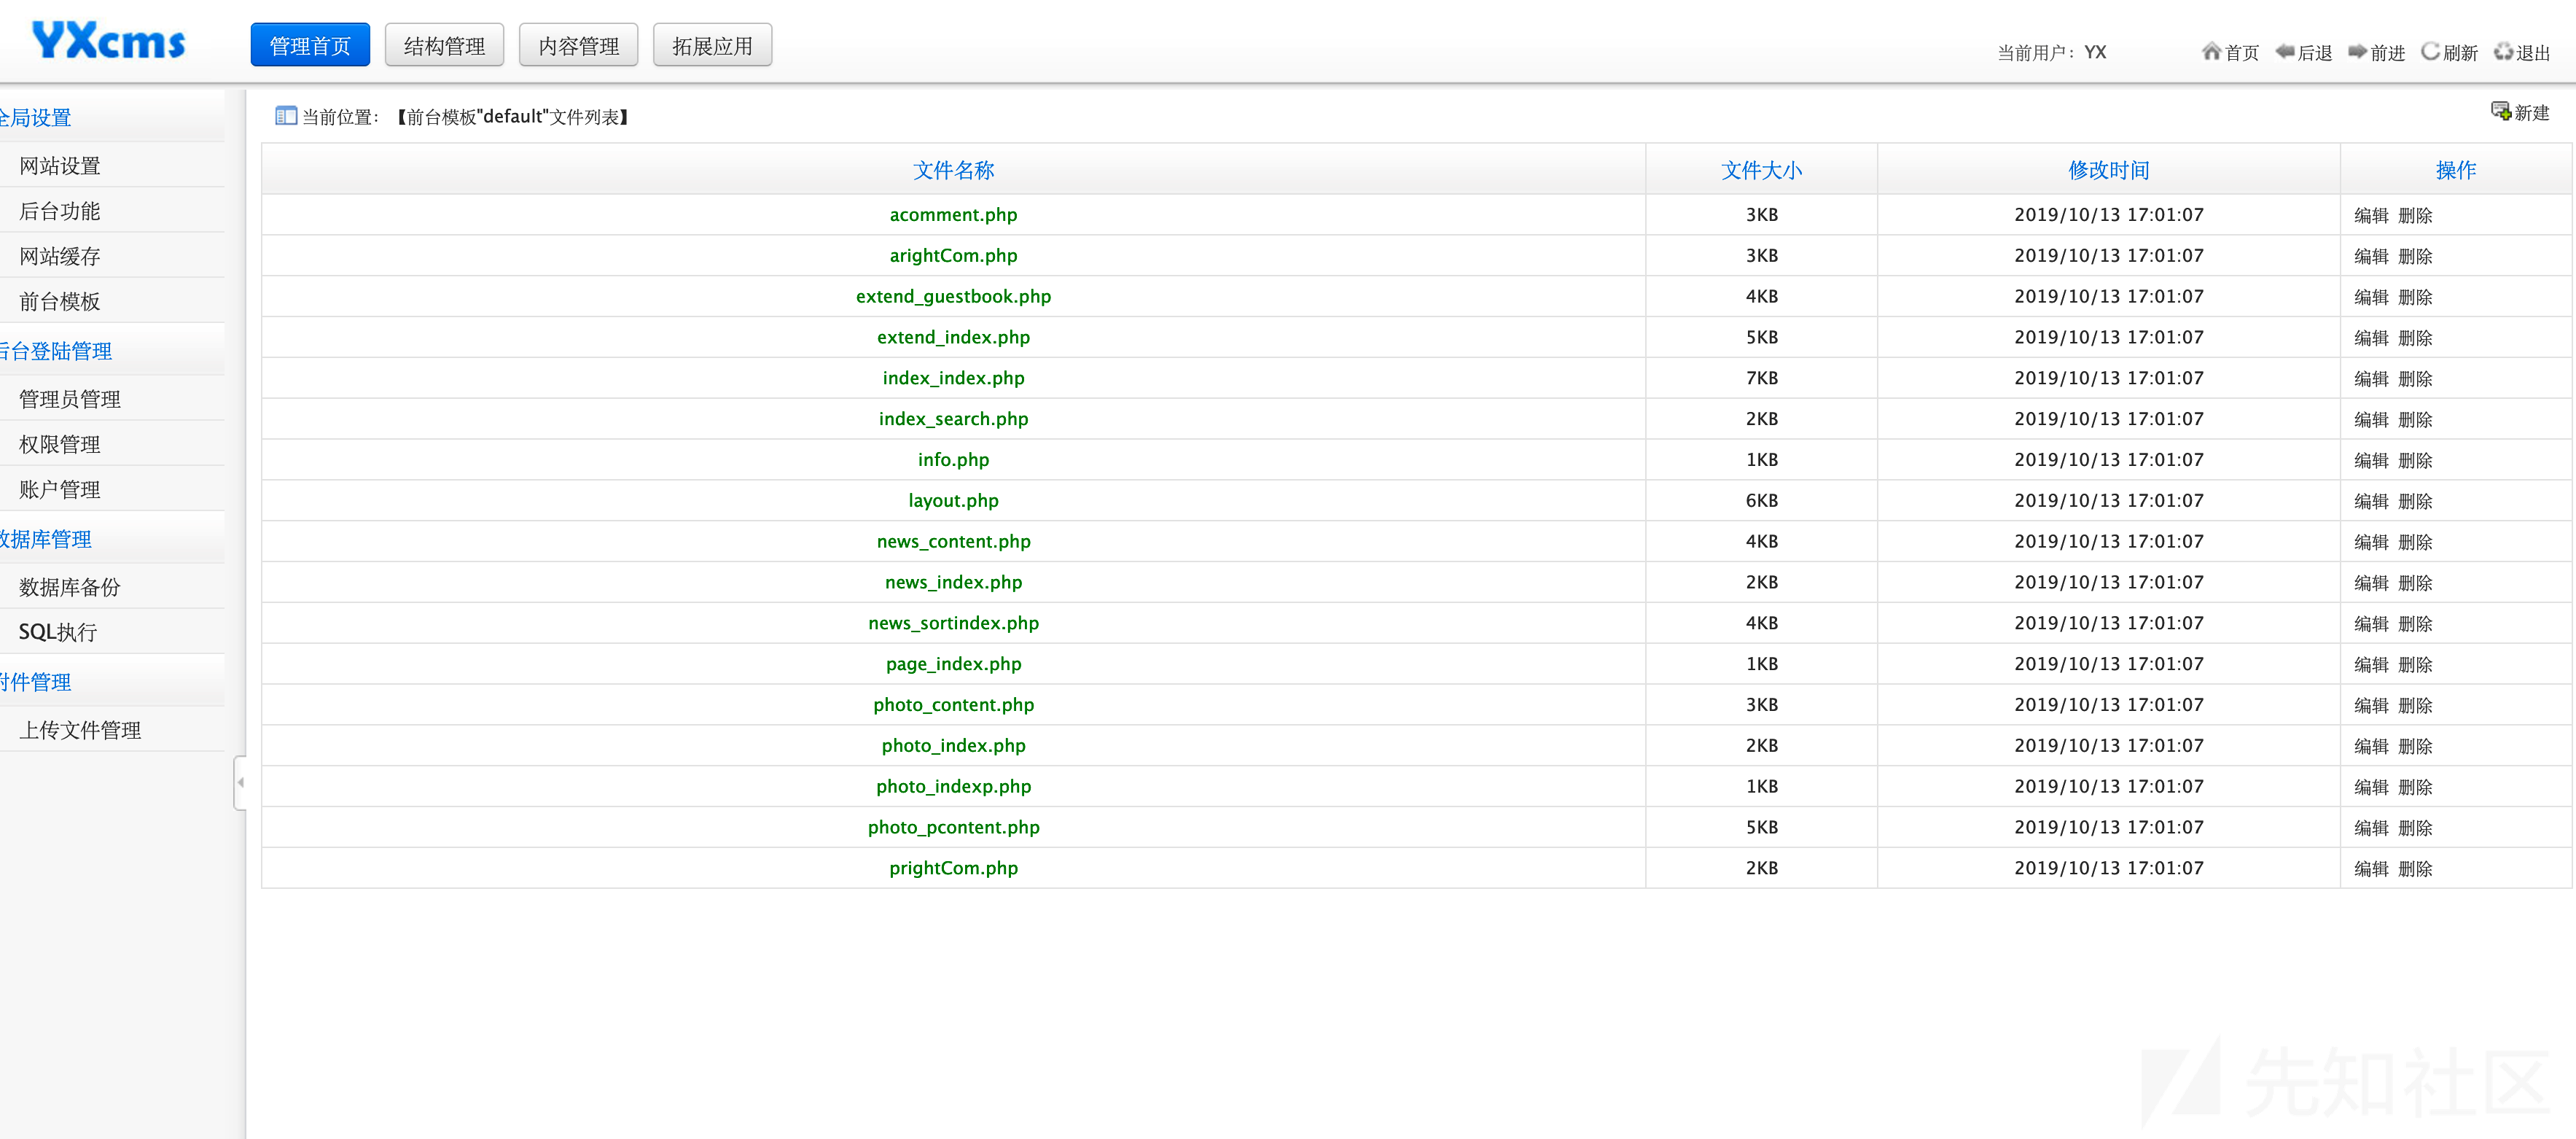 YXcms
管理首页 结构管理 内容管理 拓展应用
当前用户： YX 首页 后退 前进 刷新 退出
全局设置
网站设置
后台功能
网站缓存
前台模板
后台登陆管理
管理员管理
权限管理
账户管理
数据库管理
数据库备份
SQL执行
附件管理
上传文件管理
当前位置： 【前台模板"default"文件列表】 新建
文件名称 文件大小 修改时间 操作
acomment.php 3KB 2019/10/13 17:01:07 编辑 删除
arightCom.php 3KB 2019/10/13 17:01:07 编辑 删除
extend_guestbook.php 4KB 2019/10/13 17:01:07 编辑 删除
extend_index.php 5KB 2019/10/13 17:01:07 编辑 删除
index_index.php 7KB 2019/10/13 17:01:07 编辑 删除
index_search.php 2KB 2019/10/13 17:01:07 编辑 删除
info.php 1KB 2019/10/13 17:01:07 编辑 删除
layout.php 6KB 2019/10/13 17:01:07 编辑 删除
news_content.php 4KB 2019/10/13 17:01:07 编辑 删除
news_index.php 2KB 2019/10/13 17:01:07 编辑 删除
news_sortindex.php 4KB 2019/10/13 17:01:07 编辑 删除
page_index.php 1KB 2019/10/13 17:01:07 编辑 删除
photo_content.php 3KB 2019/10/13 17:01:07 编辑 删除
photo_index.php 2KB 2019/10/13 17:01:07 编辑 删除
photo_indexp.php 1KB 2019/10/13 17:01:07 编辑 删除
photo_pcontent.php 5KB 2019/10/13 17:01:07 编辑 删除
prightCom.php 2KB 2019/10/13 17:01:07 编辑 删除
先知社区